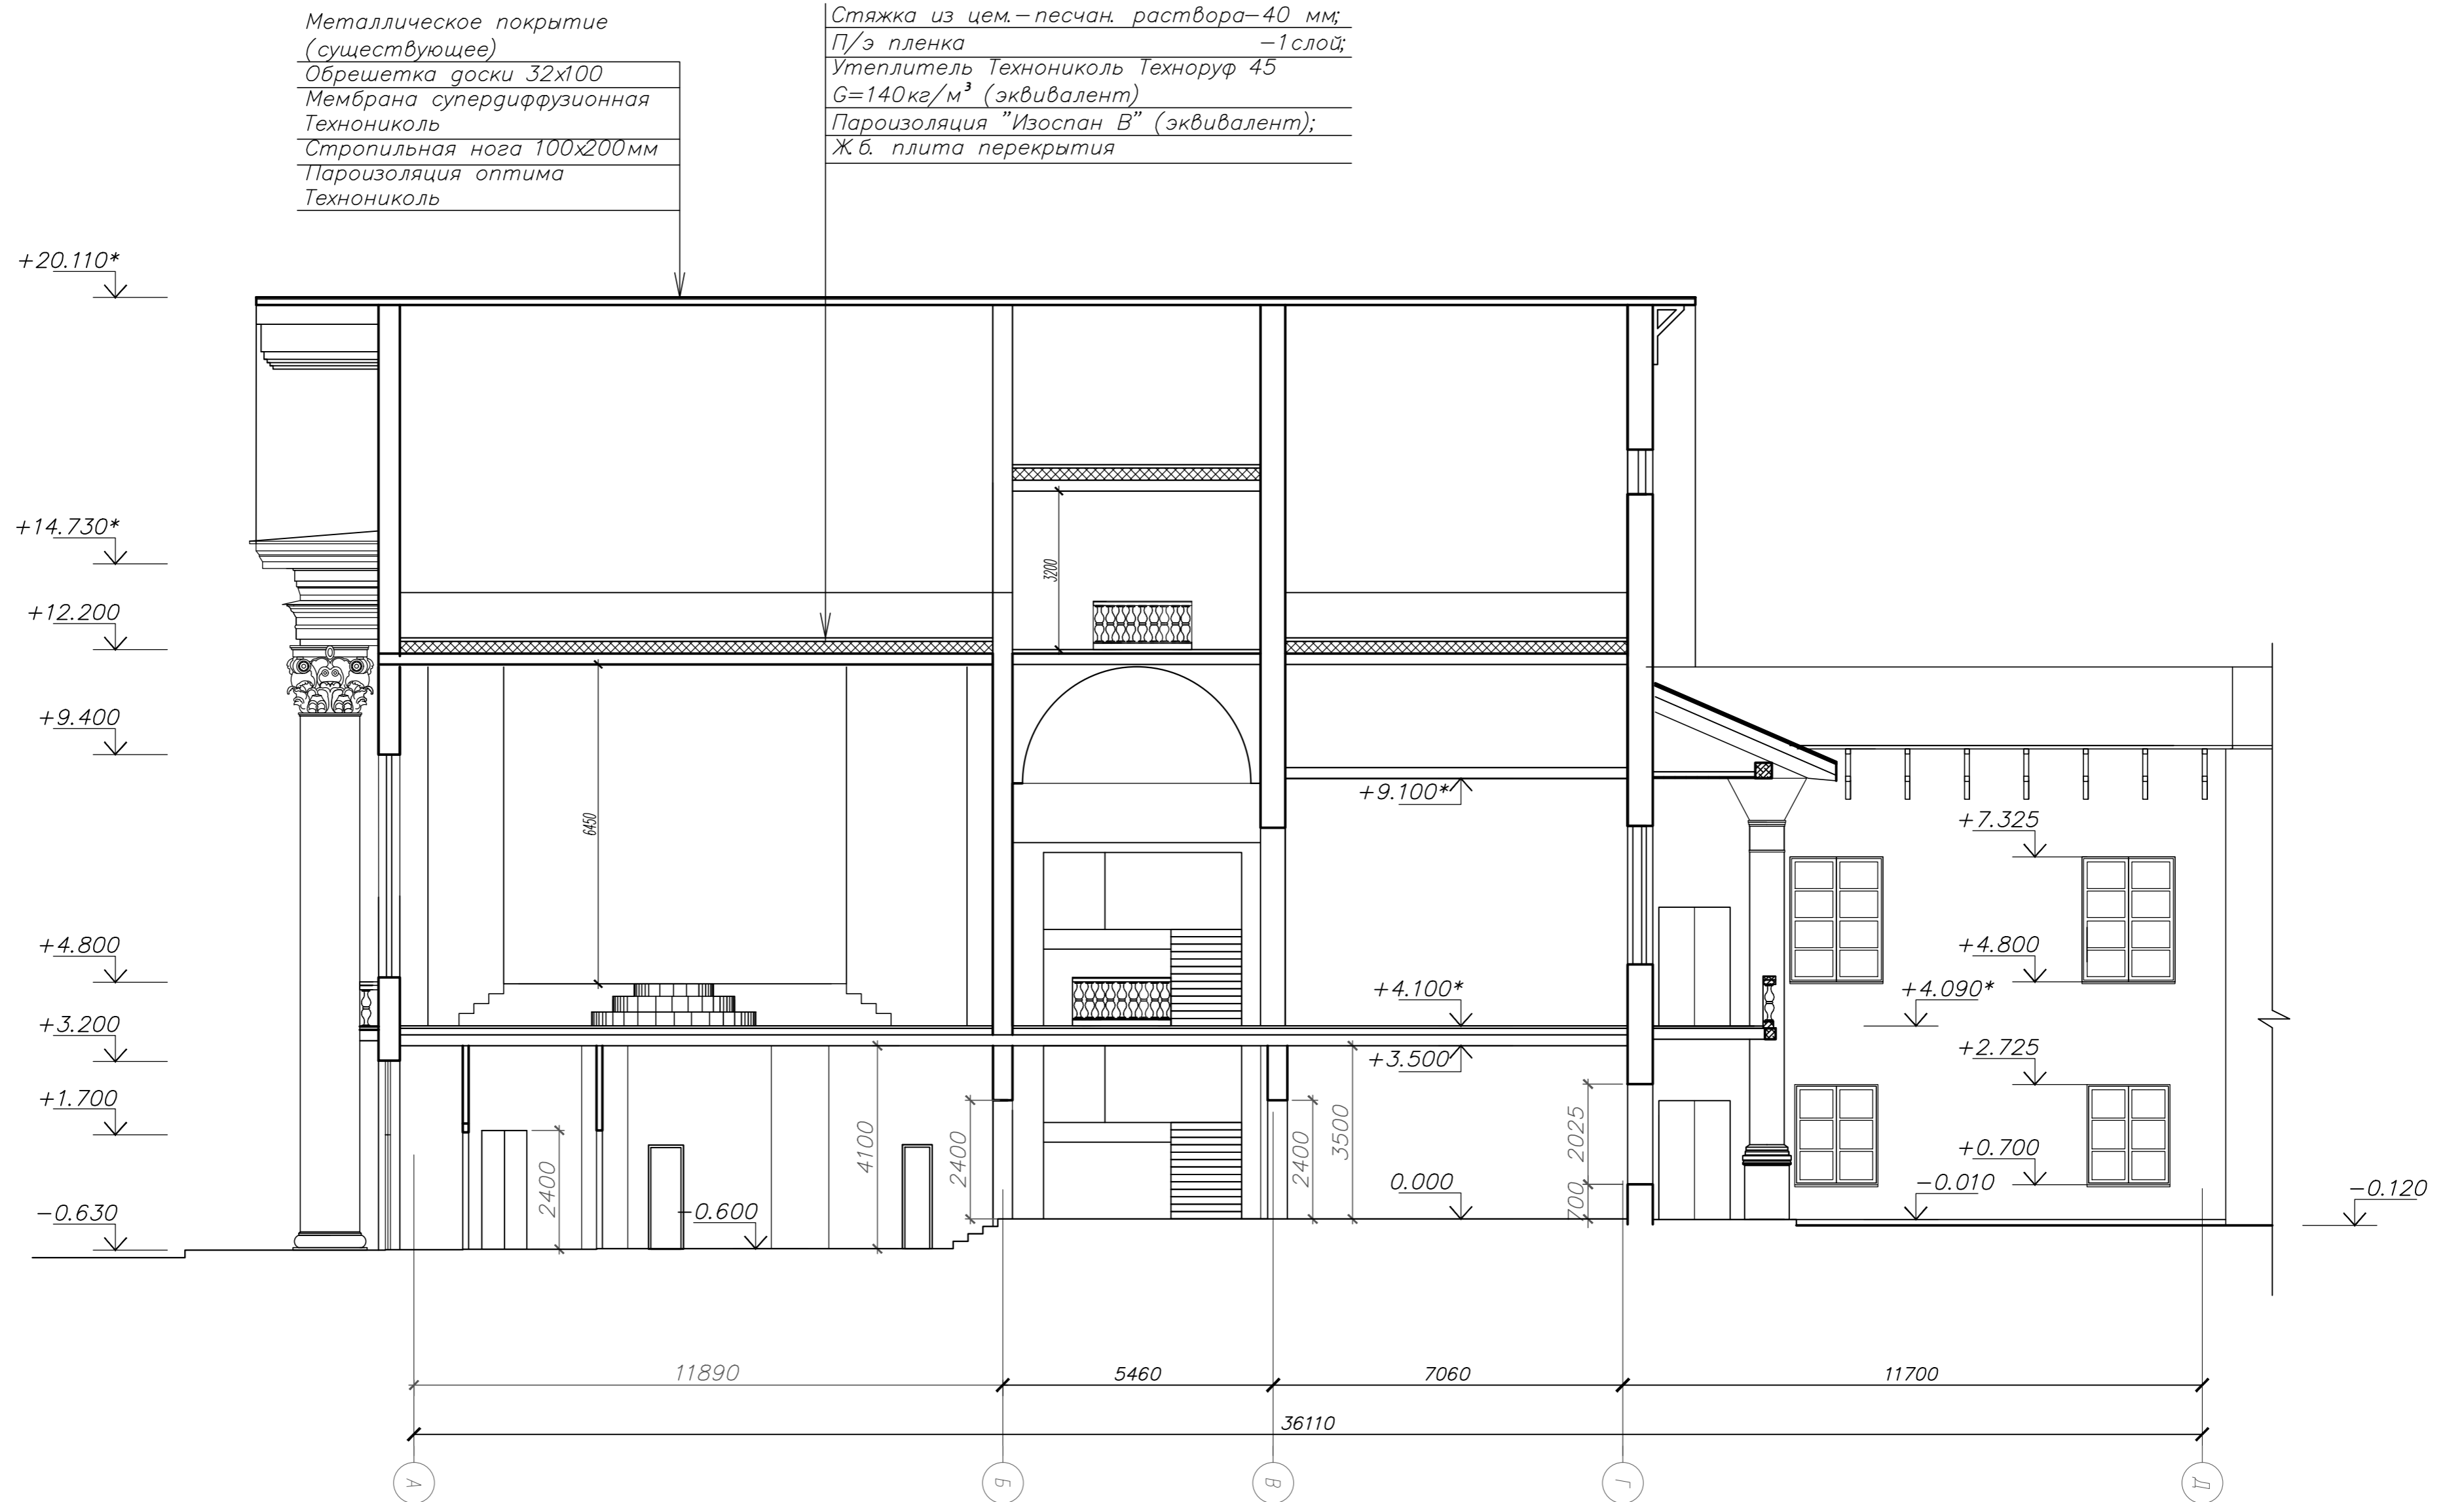 Металлическое покрытие
(существующее)
Обрешетка доски 32х100
Мембрана супердиффузионная
Технониколь
Стропильная нога 100х200мм
Пароизоляция оптима
Технониколь
Стяжка из цем.-песчан. раствора-40 мм;
П/э пленка -1слой;
Утеплитель Технониколь Техноруф 45
G=140кг/м³ (эквивалент)
Пароизоляция "Изоспан В" (эквивалент);
Ж.б. плита перекрытия
+20.110*
+14.730*
+12.200
+9.400
+4.800
+3.200
+1.700
-0.630
3200
6450
+9.100*
+4.100*
+3.500
0.000
-0.600
2400
4100
2400
2400
3500
2025
700
+7.325
+4.800
+4.090*
+2.725
+0.700
-0.010
-0.120
11890
5460
7060
11700
36110
А
Б
В
Г
Д